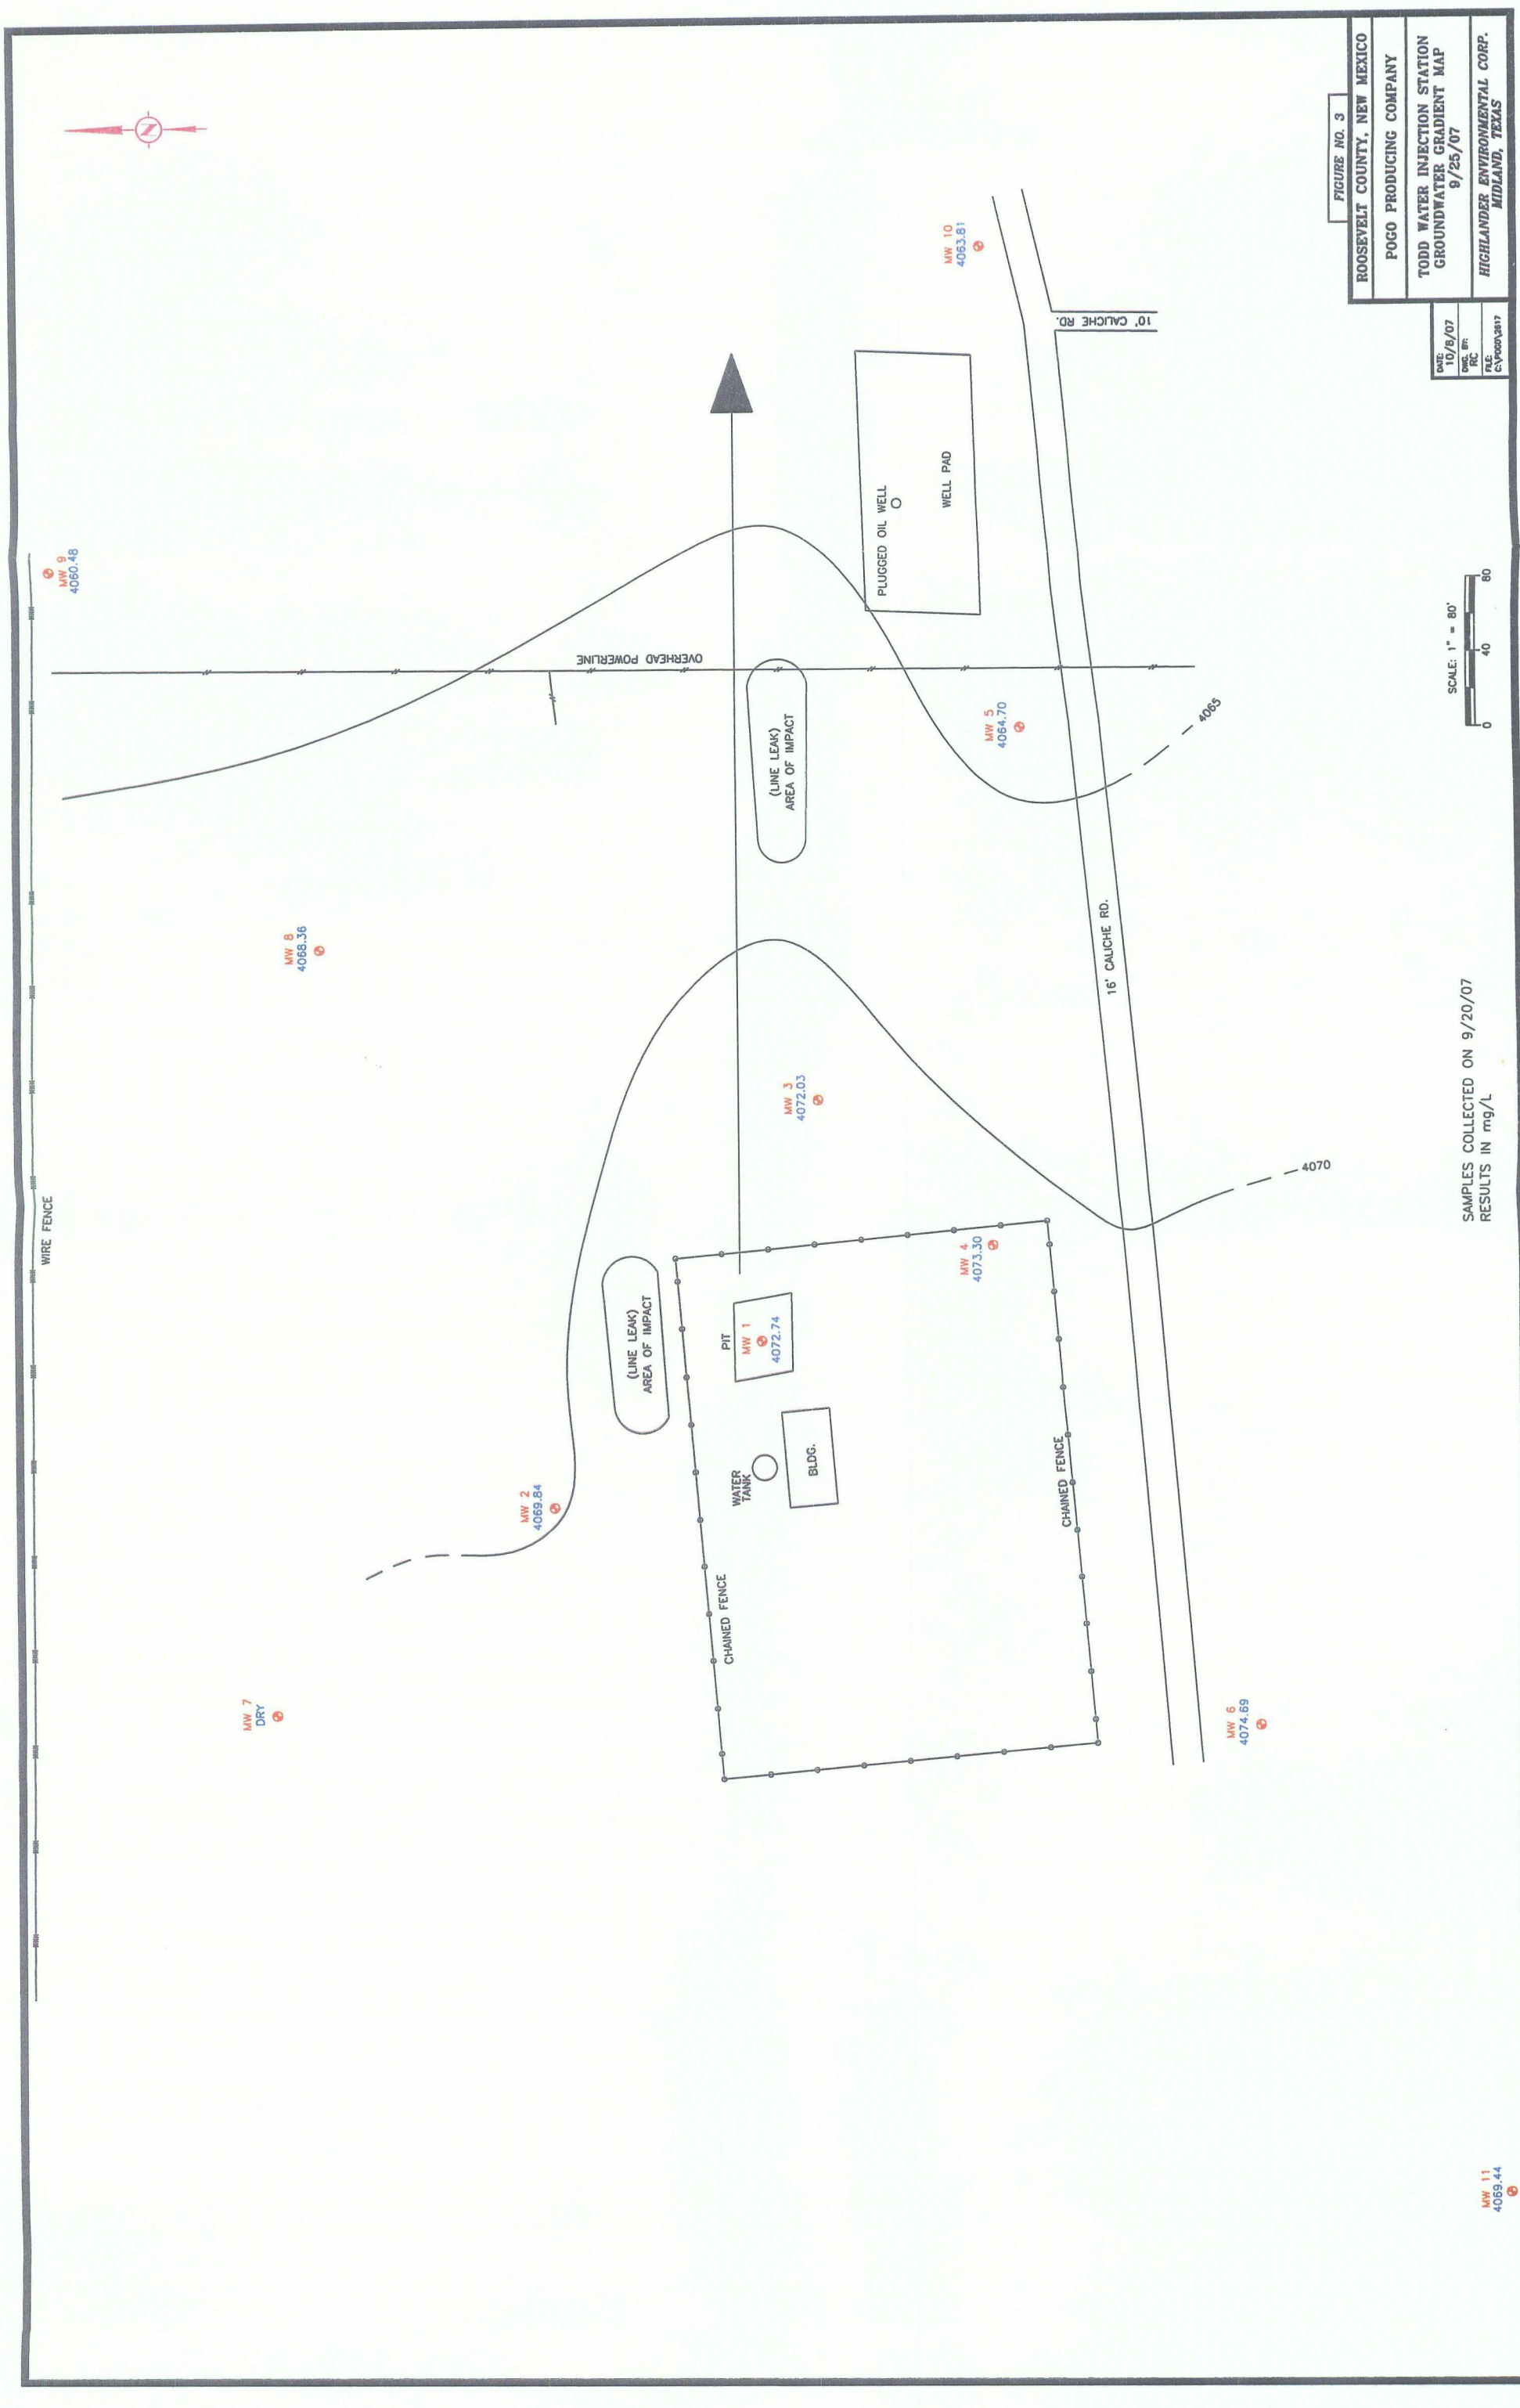 N
WIRE FENCE
MW 9
4060.48
MW 7
DRY
MW 8
4068.36
MW 2
4069.84
OVERHEAD POWERLINE
(LINE LEAK)
AREA OF IMPACT
CHAINED FENCE
WATER
TANK
BLDG.
PIT
MW 1
4072.74
MW 3
4072.03
(LINE LEAK)
AREA OF IMPACT
PLUGGED OIL WELL
WELL PAD
MW 10
4063.81
MW 4
4073.30
MW 5
4064.70
CHAINED FENCE
16' CALICHE RD.
10' CALICHE RD.
MW 6
4074.69
4070
4065
MW 11
4069.44
SAMPLES COLLECTED ON 9/20/07
RESULTS IN mg/L
SCALE: 1" = 80'
0 40 80
DATE:
10/8/07
DWG. BY:
RC
FILE:
C:\POGO\2617
FIGURE NO. 3
ROOSEVELT COUNTY, NEW MEXICO
POGO PRODUCING COMPANY
TODD WATER INJECTION STATION
GROUNDWATER GRADIENT MAP
9/25/07
HIGHLANDER ENVIRONMENTAL CORP.
MIDLAND, TEXAS